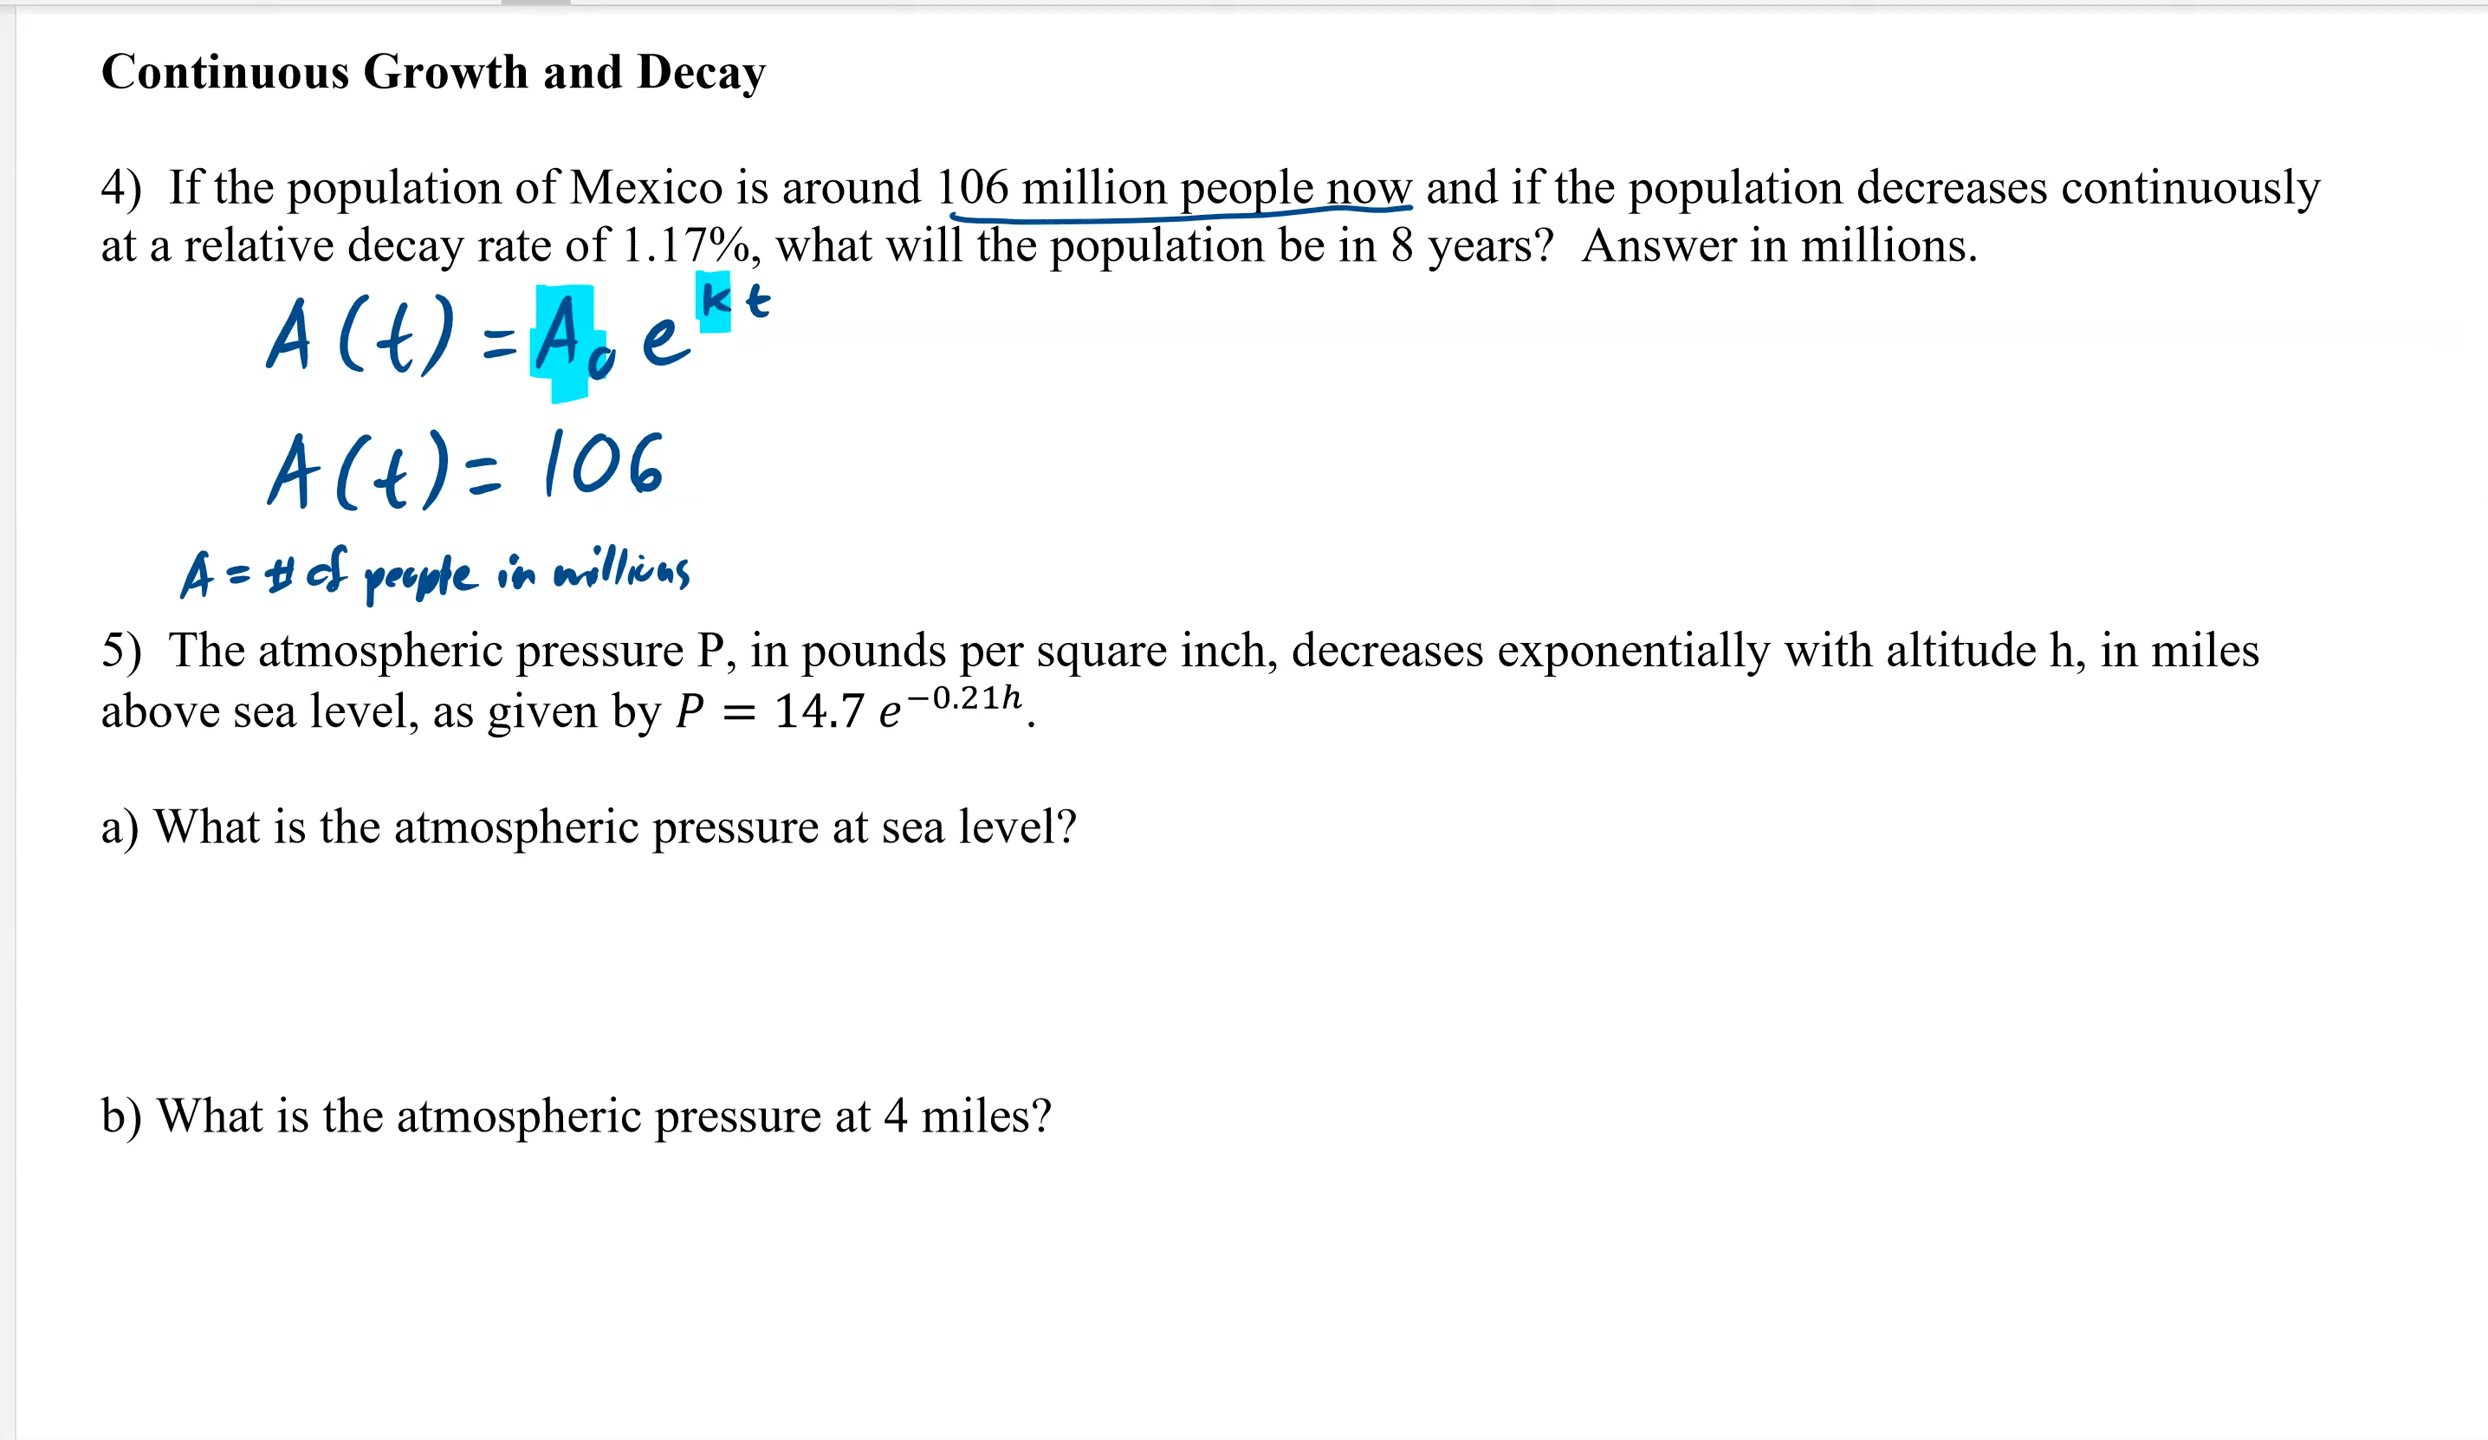 Continuous Growth and Decay
4) If the population of Mexico is around 106 million people now and if the population decreases continuously
at a relative decay rate of 1.17%, what will the population be in 8 years? Answer in millions.
A(t) = A₀ e^{kt}
A(t) = 106
A = # of people in millions
5) The atmospheric pressure P, in pounds per square inch, decreases exponentially with altitude h, in miles
above sea level, as given by P = 14.7 e^{−0.21h}.
a) What is the atmospheric pressure at sea level?
b) What is the atmospheric pressure at 4 miles?